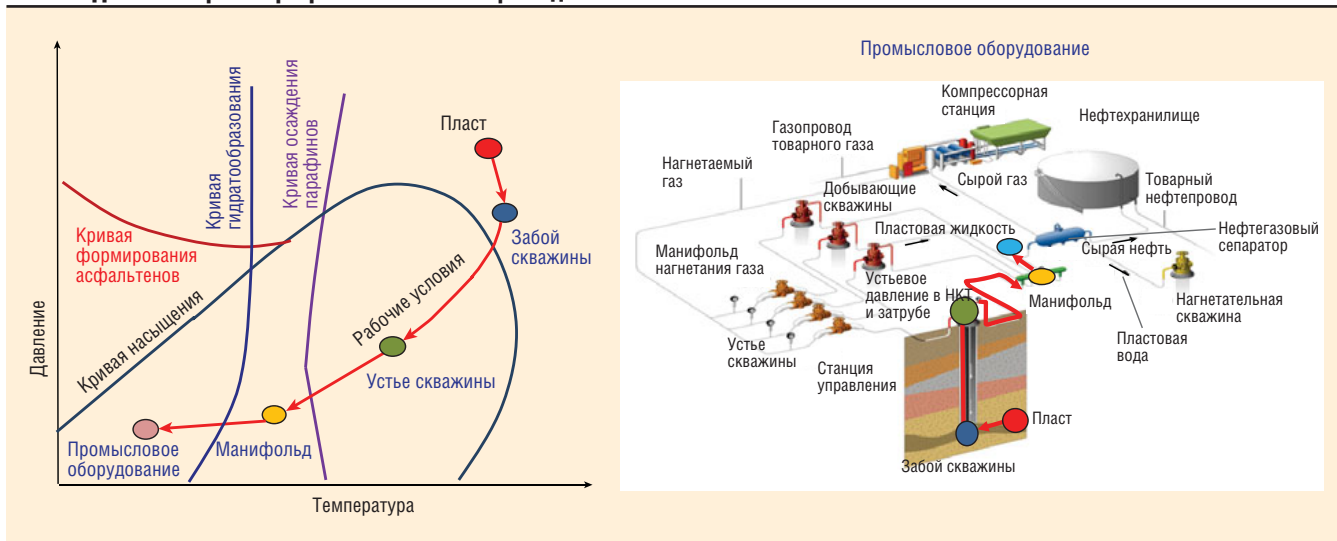 Давление
Температура
Кривая
гидратообразования
Кривая осаждения
парафинов
Пласт
Кривая
формирования
асфальтенов
Забой
скважины
Кривая насыщения
Рабочие условия
Устье скважины
Промысловое
оборудование
Манифольд
Промысловое оборудование
Компрессорная
станция
Нефтехранилище
Газопровод
товарного газа
Нагнетаемый
газ
Сырой газ
Товарный
нефтепровод
Добывающие
скважины
Пластовая жидкость
Нефтегазовый
сепаратор
Сырая нефть
Манифольд
нагнетания газа
Устьевое
давление в НКТ
и затрубе
Манифольд
Нагнетательная
скважина
Устье
скважины
Станция
управления
Пластовая
вода
Пласт
Забой скважины